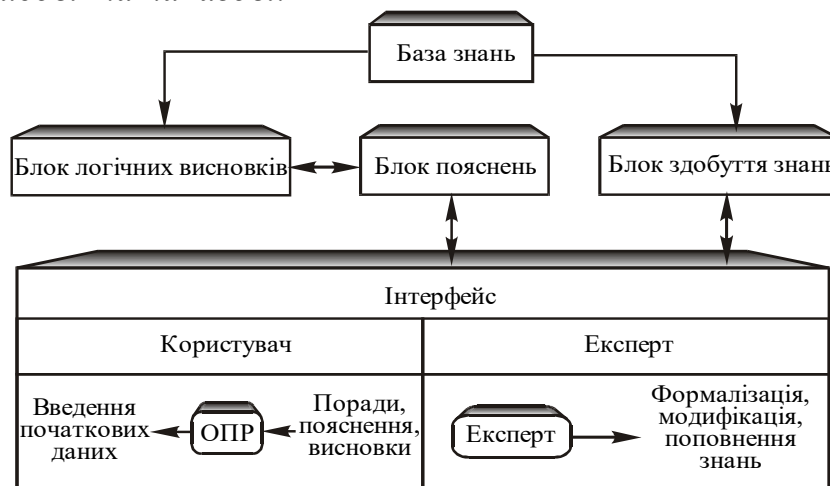 База знань
Блок логічних висновків
Блок пояснень
Блок здобуття знань
Інтерфейс
Користувач
Експерт
Введення
початкових
даних
ОПР
Поради,
пояснення,
висновки
Експерт
Формалізація,
модифікація,
поповнення
знань